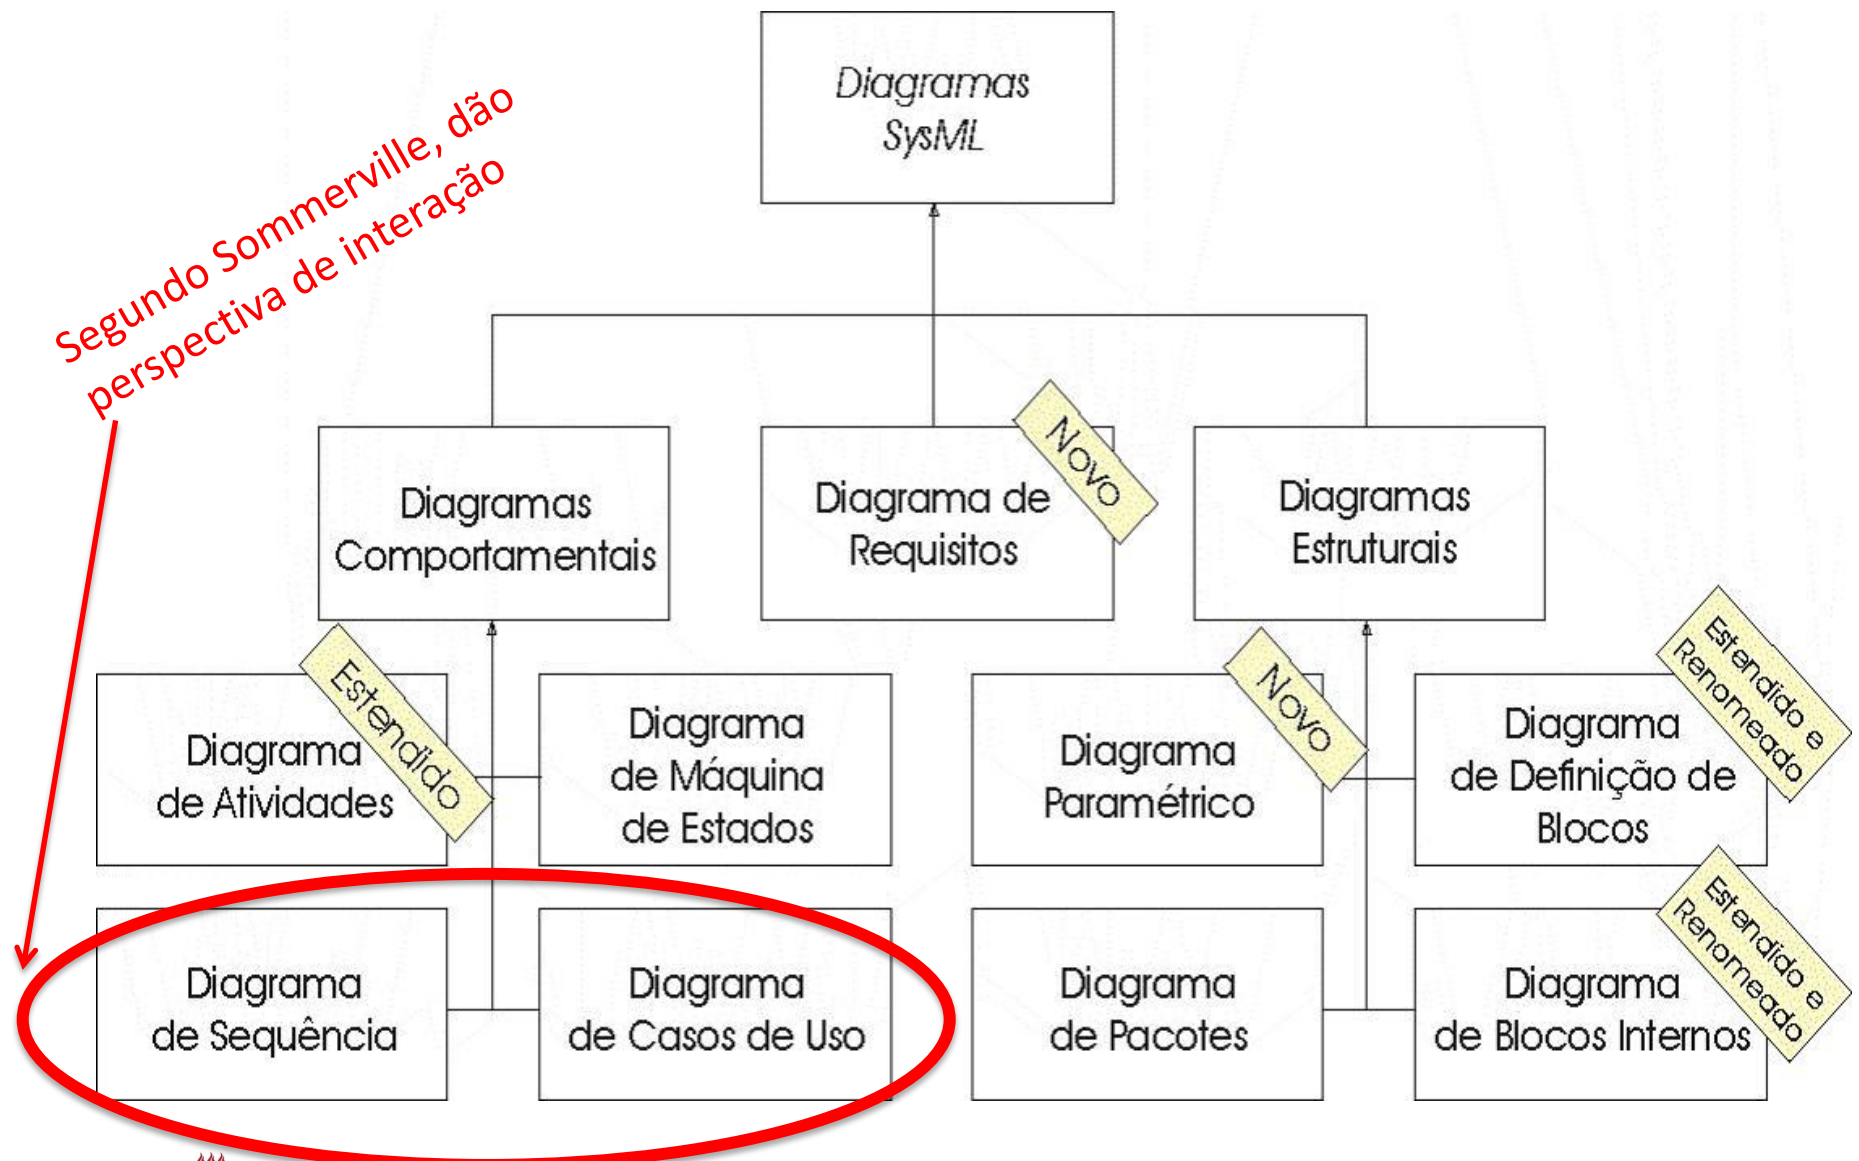 Diagramas
SysML
Segundo Sommerville, dão
perspectiva de interação
Diagramas
Comportamentais
Diagrama de
Requisitos
Novo
Diagramas
Estruturais
Diagrama
de Atividades
Estendido
Diagrama
de Máquina
de Estados
Diagrama
Paramétrico
Novo
Diagrama
de Definição de
Blocos
Estendido e
Renomeado
Diagrama
de Sequência
Diagrama
de Casos de Uso
Diagrama
de Pacotes
Diagrama
de Blocos Internos
Estendido e
Renomeado